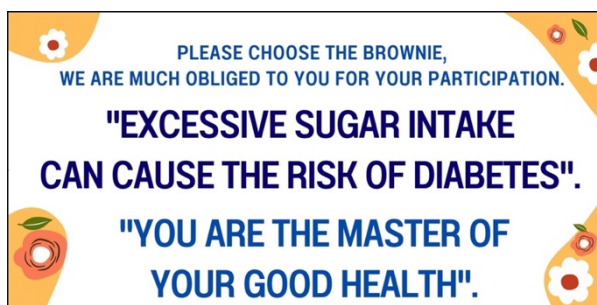 PLEASE CHOOSE THE BROWNIE,
WE ARE MUCH OBLIGED TO YOU FOR YOUR PARTICIPATION.
"EXCESSIVE SUGAR INTAKE
CAN CAUSE THE RISK OF DIABETES".
"YOU ARE THE MASTER OF
YOUR GOOD HEALTH".